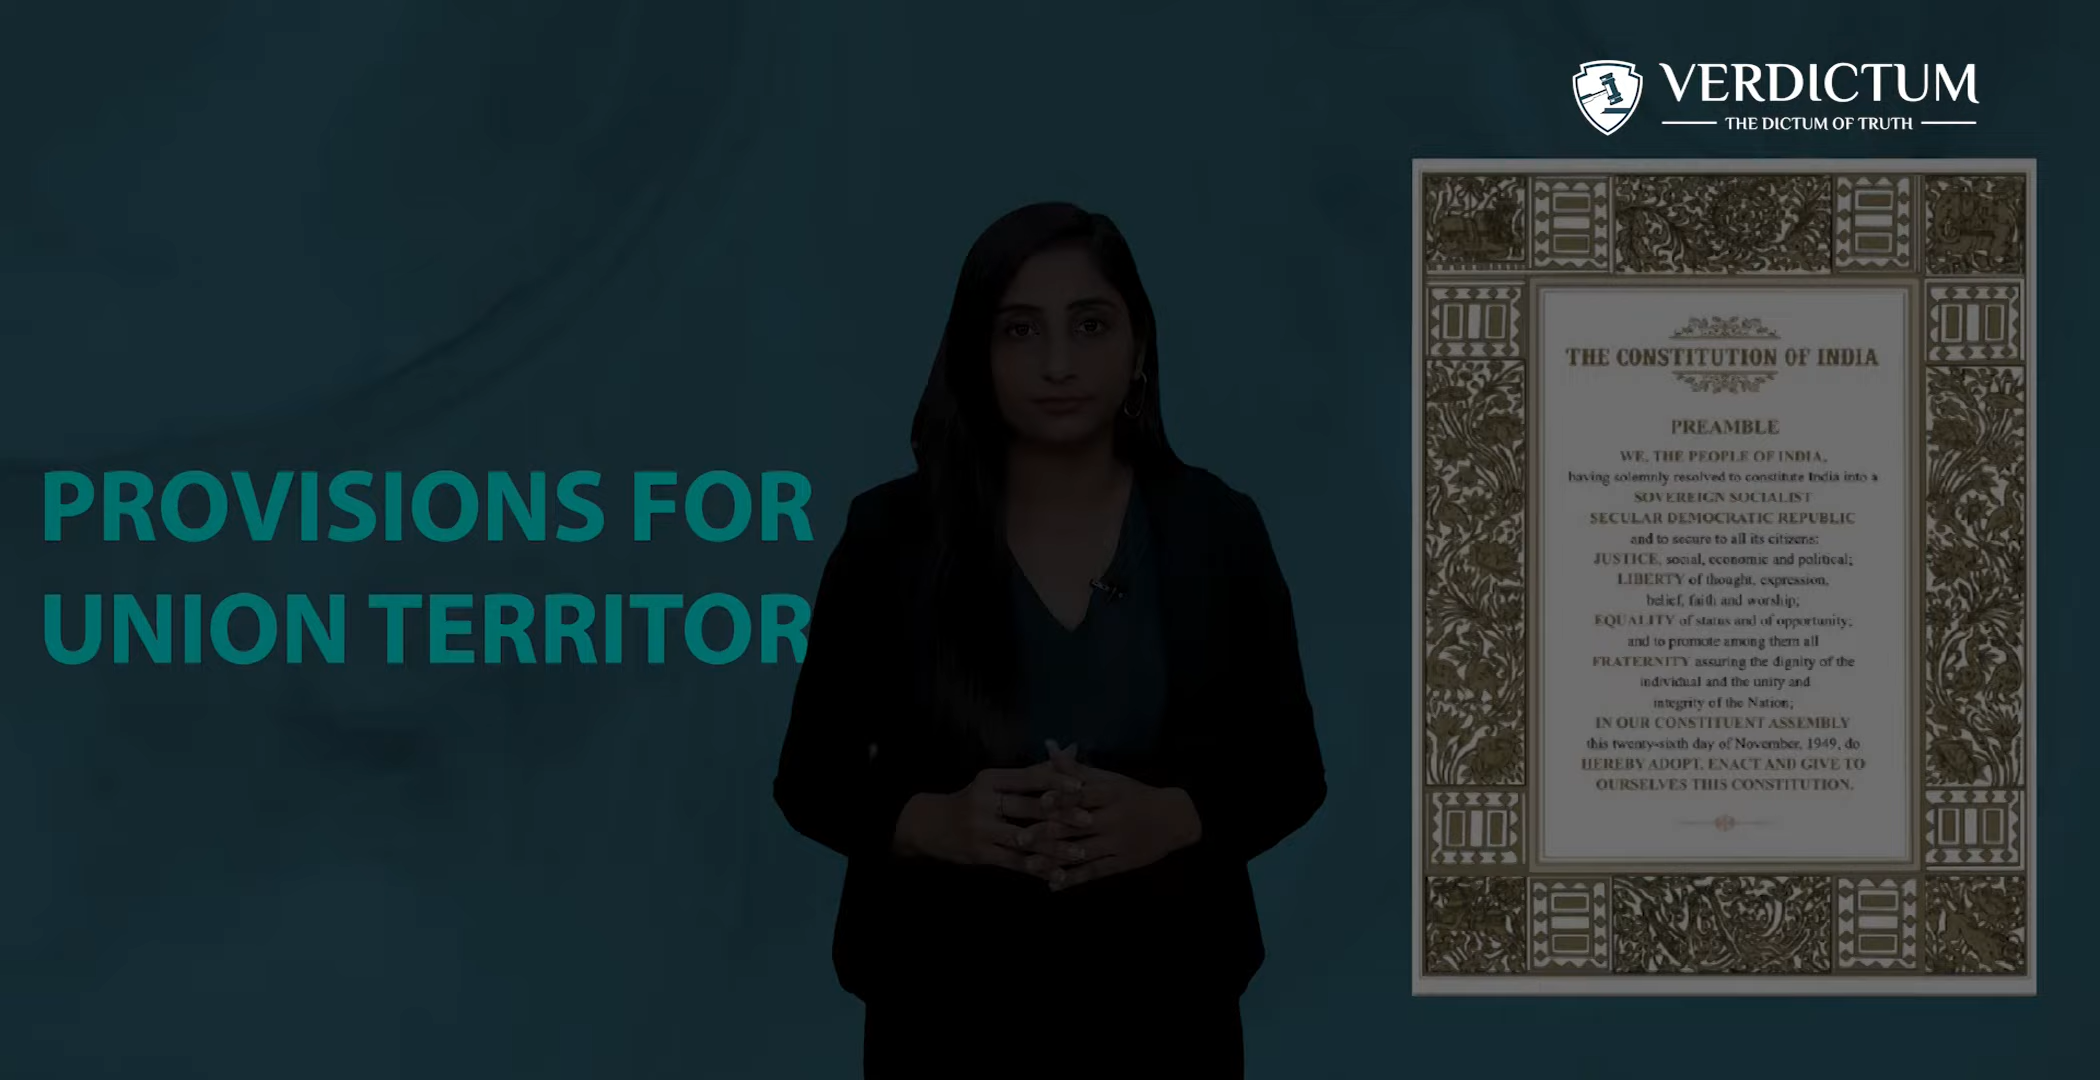 VERDICTUM
THE DICTUM OF TRUTH
PROVISIONS FOR
UNION TERRITOR
THE CONSTITUTION OF INDIA
PREAMBLE
WE, THE PEOPLE OF INDIA,
having solemnly resolved to constitute India into a
SOVEREIGN SOCIALIST
SECULAR DEMOCRATIC REPUBLIC
and to secure to all its citizens:
JUSTICE, social, economic and political;
LIBERTY of thought, expression,
belief, faith and worship;
EQUALITY of status and of opportunity;
and to promote among them all
FRATERNITY assuring the dignity of the
individual and the unity and
integrity of the Nation;
IN OUR CONSTITUENT ASSEMBLY
this twenty-sixth day of November, 1949, do
HEREBY ADOPT, ENACT AND GIVE TO
OURSELVES THIS CONSTITUTION.